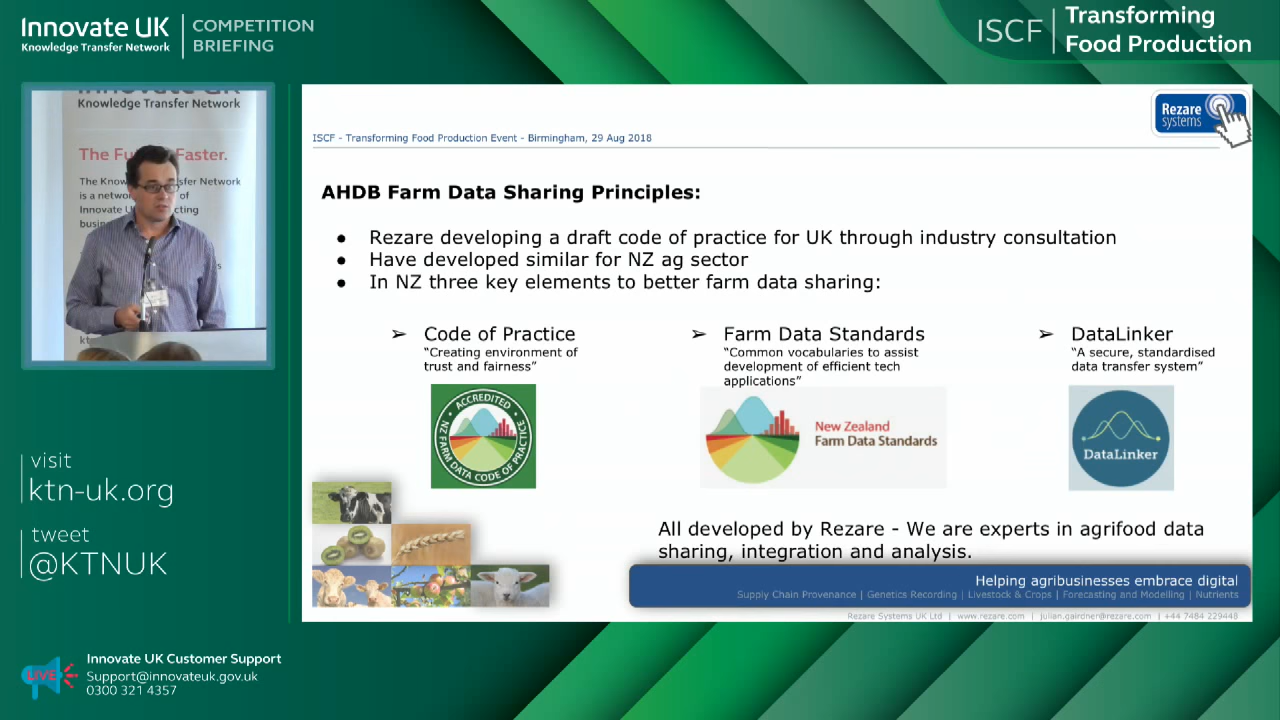 Innovate UK
Knowledge Transfer Network
COMPETITION
BRIEFING
ISCF
Transforming
Food Production
Knowledge Transfer Network
The Fu Faster.
The Know sfer Network
is a networ of
Innovate U cting
busin
Rezare
systems
ISCF - Transforming Food Production Event - Birmingham, 29 Aug 2018
AHDB Farm Data Sharing Principles:
● Rezare developing a draft code of practice for UK through industry consultation
● Have developed similar for NZ ag sector
● In NZ three key elements to better farm data sharing:
➢ Code of Practice
"Creating environment of
trust and fairness"
ACCREDITED
NZ FARM DATA CODE OF PRACTICE
➢ Farm Data Standards
"Common vocabularies to assist
development of efficient tech
applications"
New Zealand
Farm Data Standards
➢ DataLinker
"A secure, standardised
data transfer system"
DataLinker
All developed by Rezare - We are experts in agrifood data
sharing, integration and analysis.
Helping agribusinesses embrace digital
Supply Chain Provenance | Genetics Recording | Livestock & Crops | Forecasting and Modelling | Nutrients
Rezare Systems UK Ltd | www.rezare.com | julian.gairdner@rezare.com | +44 7484 229448
visit
ktn-uk.org
tweet
@KTNUK
LIVE
Innovate UK Customer Support
Support@innovateuk.gov.uk
0300 321 4357